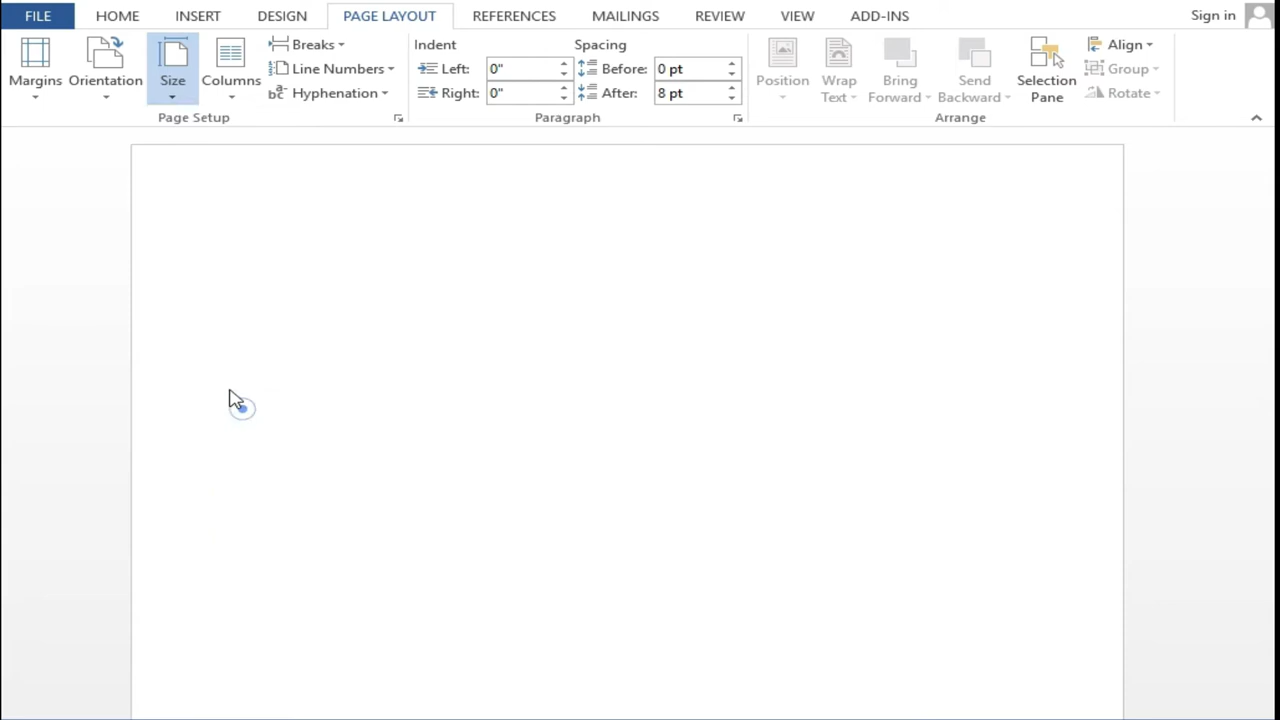 FILE HOME INSERT DESIGN PAGE LAYOUT REFERENCES MAILINGS REVIEW VIEW ADD-INS Sign in
Margins Orientation Size Columns
Breaks
Line Numbers
Hyphenation
Page Setup
Indent Spacing
Left: 0" Before: 0 pt
Right: 0" After: 8 pt
Paragraph
Position Wrap Text Bring Forward Send Backward Selection Pane
Align
Group
Rotate
Arrange